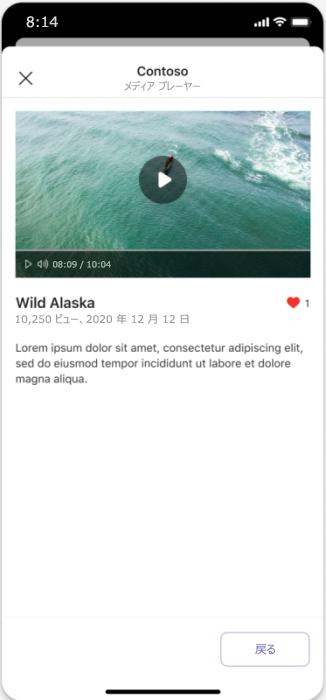 8:14
Contoso
メディア プレーヤー
08:09 / 10:04
Wild Alaska
1
10,250 ビュー、2020 年 12 月 12 日
Lorem ipsum dolor sit amet, consectetur adipiscing elit,
sed do eiusmod tempor incididunt ut labore et dolore
magna aliqua.
戻る